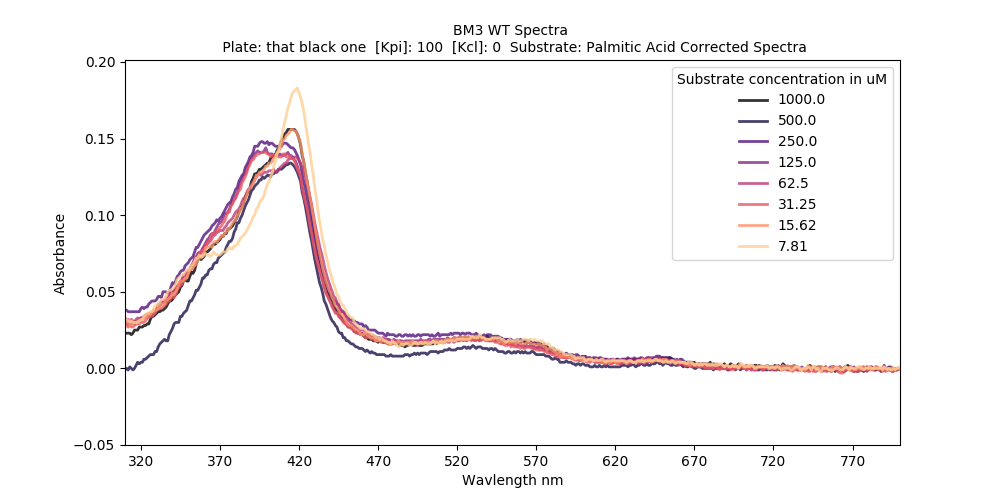 BM3 WT Spectra
Plate: that black one [Kpi]: 100 [Kcl]: 0 Substrate: Palmitic Acid Corrected Spectra
Absorbance
0.20
0.15
0.10
0.05
0.00
−0.05
Substrate concentration in uM
1000.0
500.0
250.0
125.0
62.5
31.25
15.62
7.81
320 370 420 470 520 570 620 670 720 770
Wavlength nm